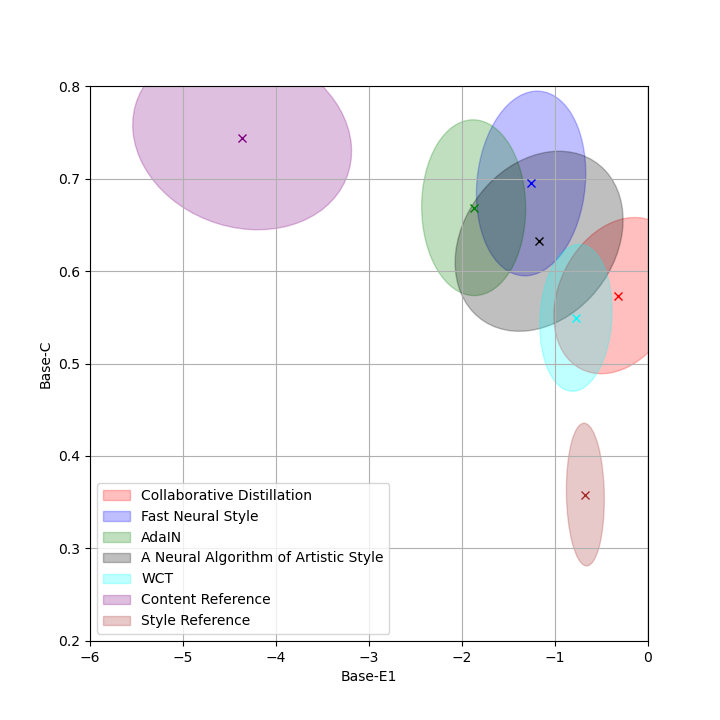 0.8
0.7
0.6
0.5
0.4
0.3
0.2
Base-C
Collaborative Distillation
Fast Neural Style
AdaIN
A Neural Algorithm of Artistic Style
WCT
Content Reference
Style Reference
−6 −5 −4 −3 −2 −1 0
Base-E1